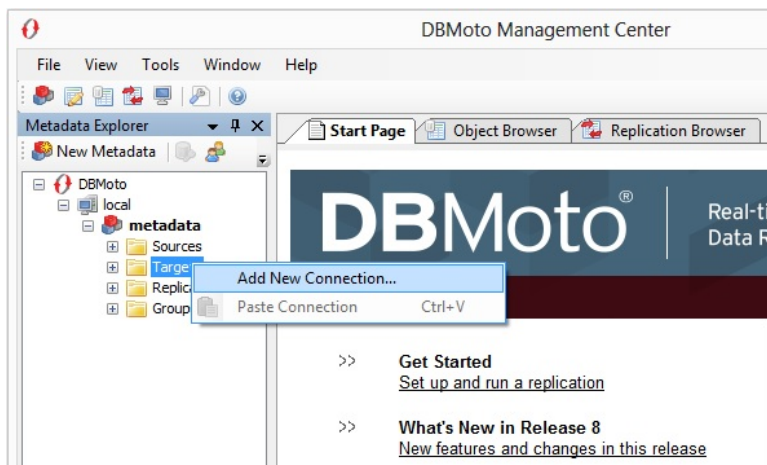 DBMoto Management Center
File View Tools Window Help
Metadata Explorer
Start Page Object Browser Replication Browser
New Metadata
DBMoto
local
metadata
Sources
Add New Connection...
Paste Connection Ctrl+V
DBMoto®
>> Get Started
Set up and run a replication
>> What's New in Release 8
New features and changes in this release